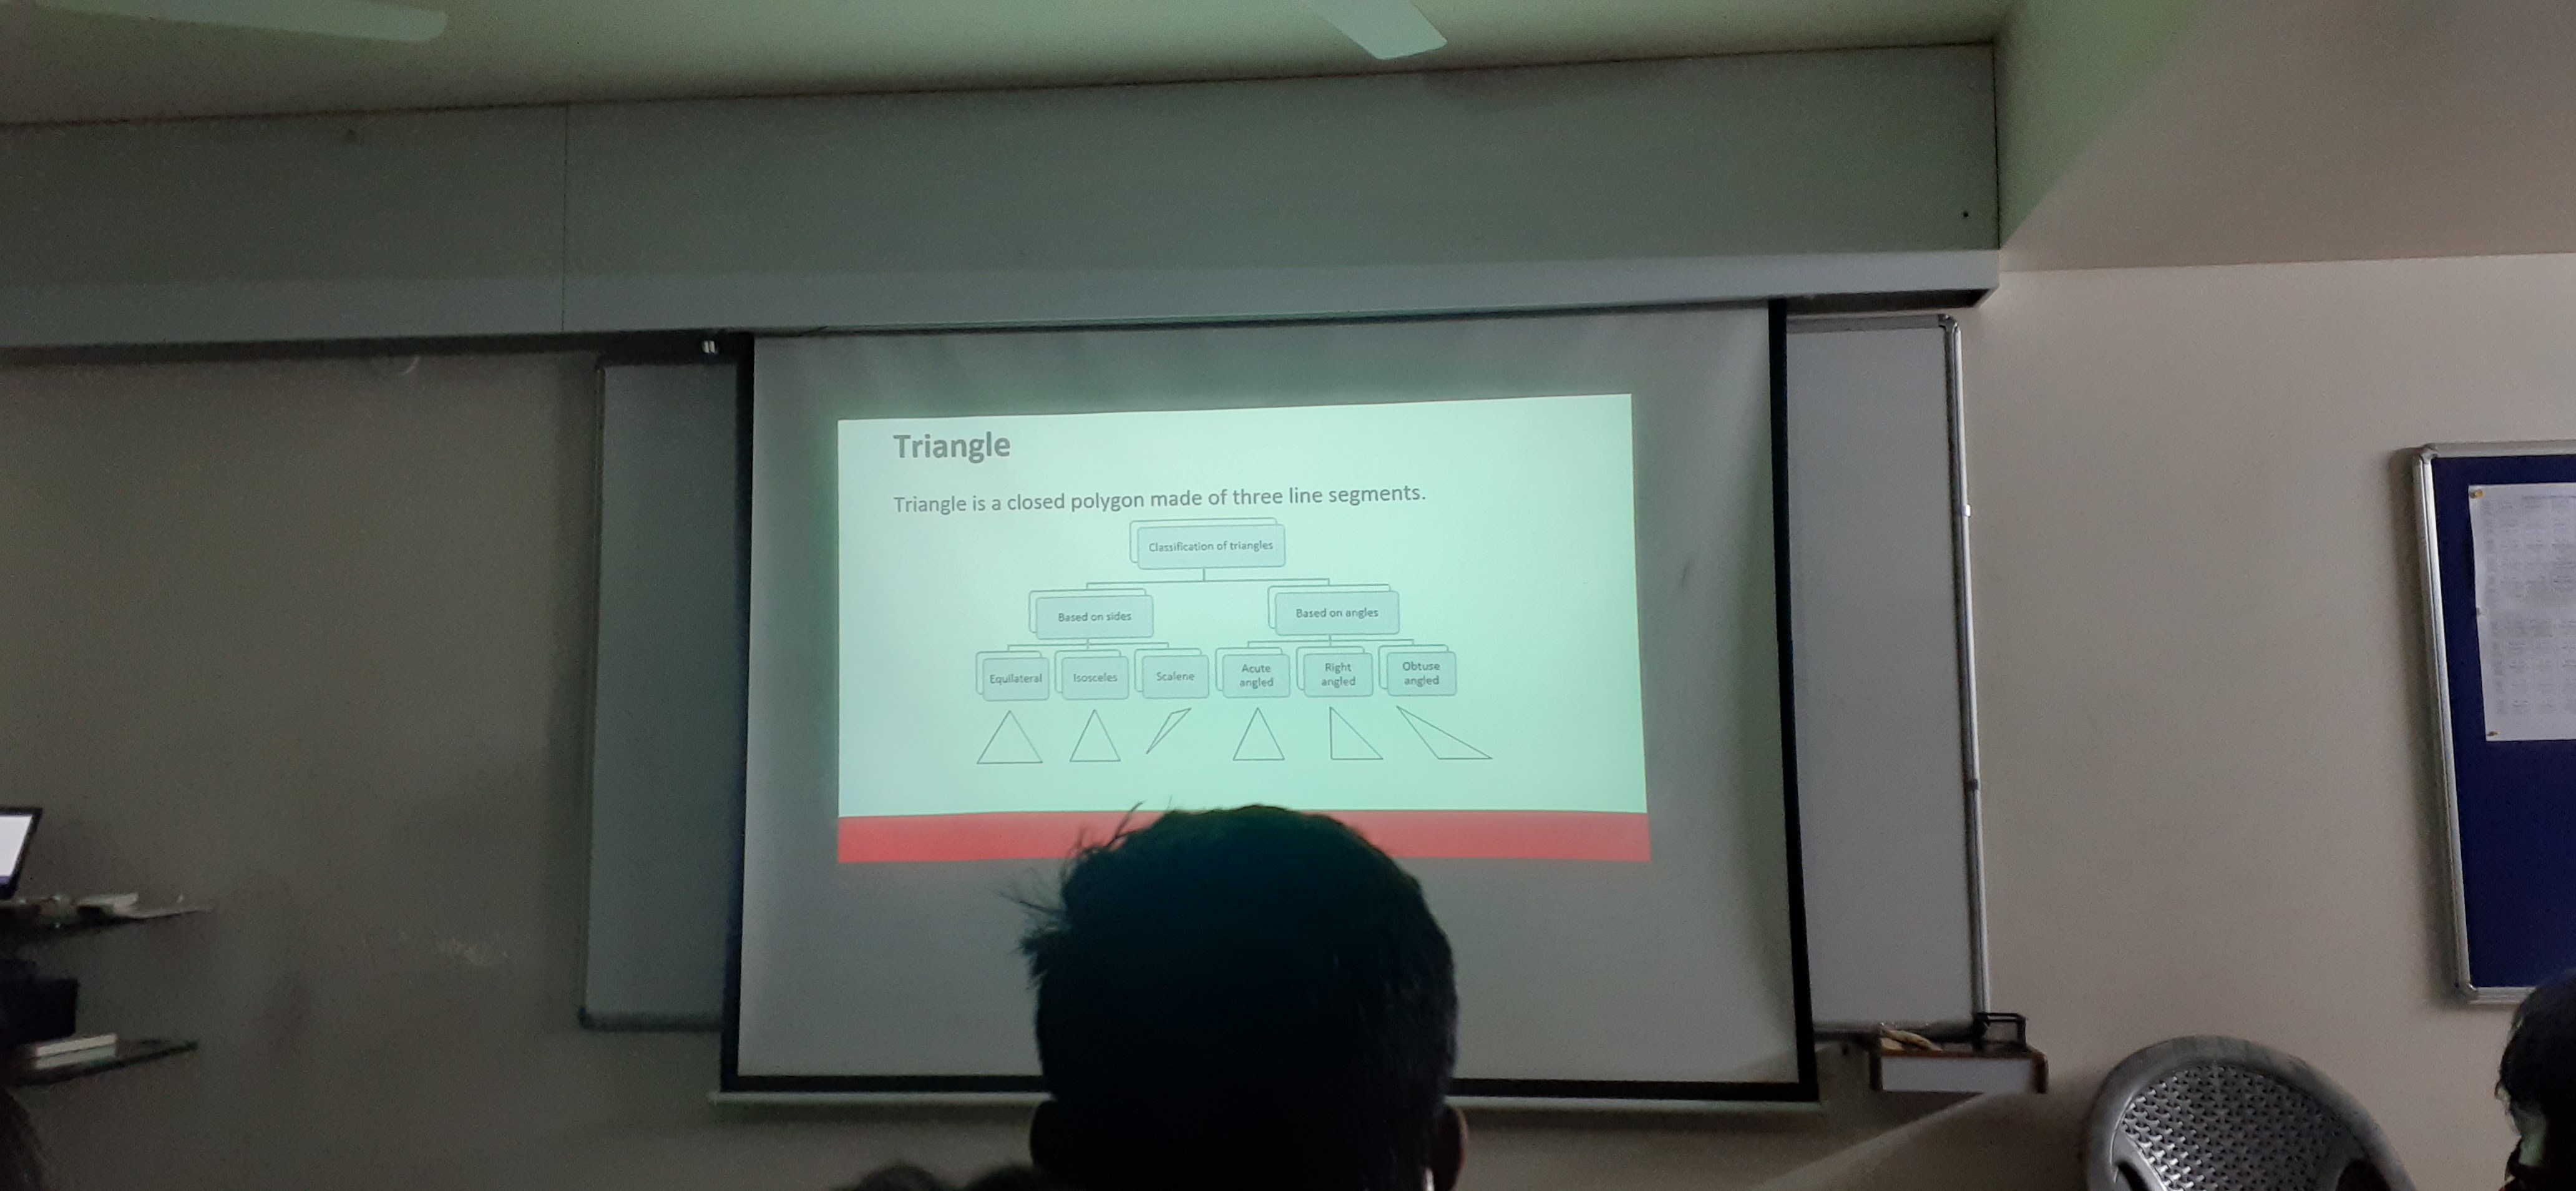 Triangle
Triangle is a closed polygon made of three line segments.
Classification of triangles
Based on sides
Based on angles
Equilateral
Isosceles
Scalene
Acute
angled
Right
angled
Obtuse
angled